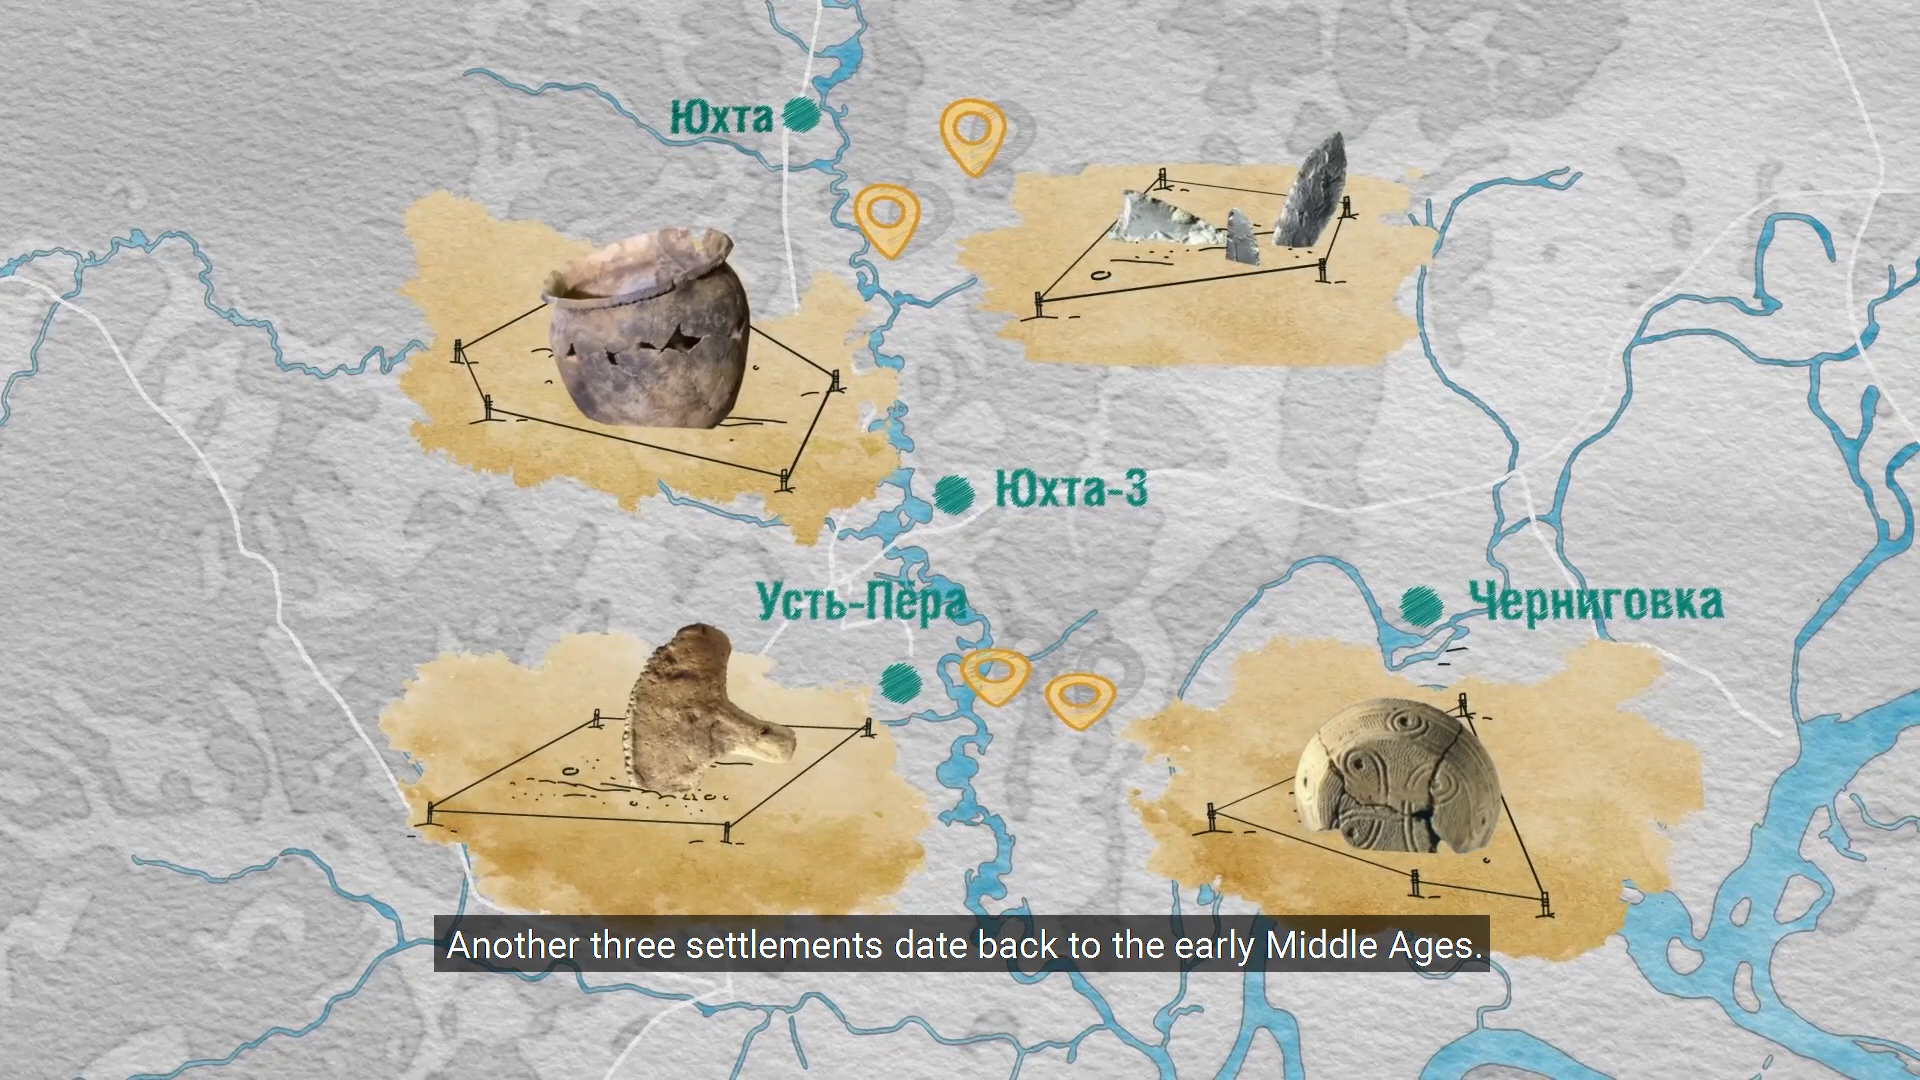 Юхта
Юхта-3
Усть-Пёра
Черниговка
Another three settlements date back to the early Middle Ages.